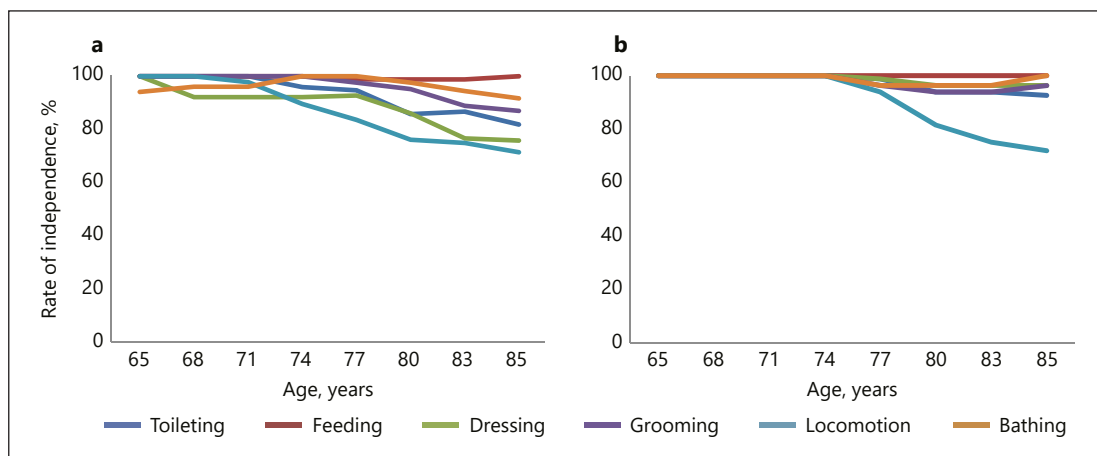 a
b
Rate of independence, %
100
80
60
40
20
0
65 68 71 74 77 80 83 85
Age, years
100
80
60
40
20
0
65 68 71 74 77 80 83 85
Age, years
Toileting Feeding Dressing Grooming Locomotion Bathing